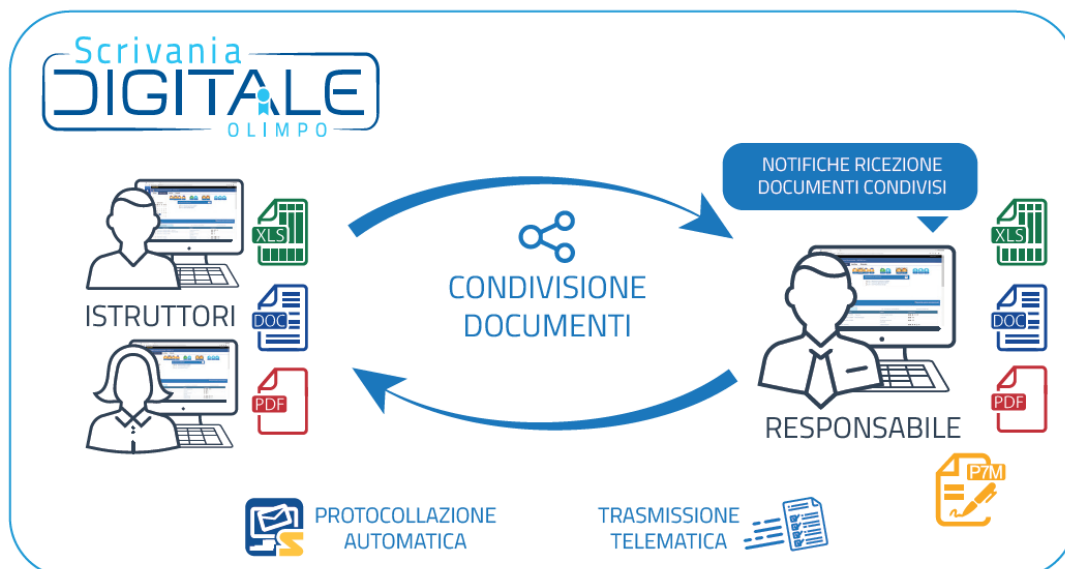 Scrivania
DIGITALE
OLIMPO
NOTIFICHE RICEZIONE
DOCUMENTI CONDIVISI
XLS
XLS
CONDIVISIONE
DOCUMENTI
ISTRUTTORI
DOC
DOC
PDF
PDF
RESPONSABILE
P7M
PROTOCOLLAZIONE
AUTOMATICA
TRASMISSIONE
TELEMATICA